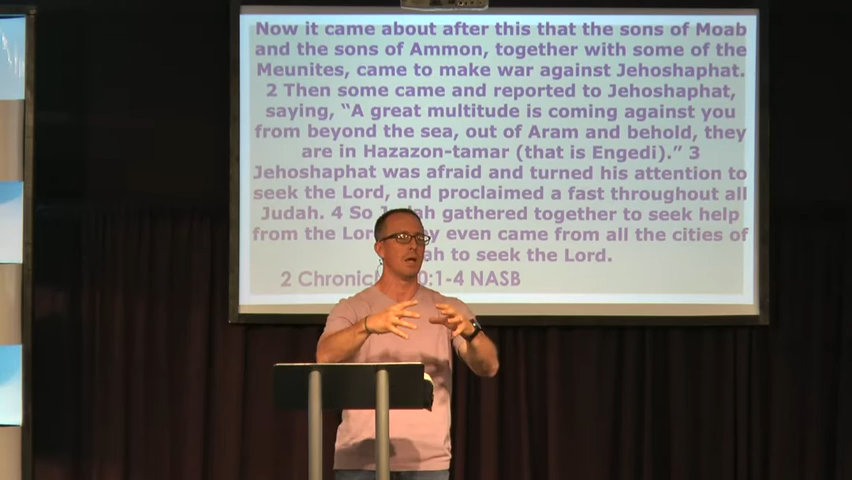 Now it came about after this that the sons of Moab
and the sons of Ammon, together with some of the
Meunites, came to make war against Jehoshaphat.
2 Then some came and reported to Jehoshaphat,
saying, “A great multitude is coming against you
from beyond the sea, out of Aram and behold, they
are in Hazazon-tamar (that is Engedi).” 3
Jehoshaphat was afraid and turned his attention to
seek the Lord, and proclaimed a fast throughout all
Judah. 4 So Judah gathered together to seek help
from the Lor ey even came from all the cities of
ah to seek the Lord.
2 Chronicl 0:1-4 NASB